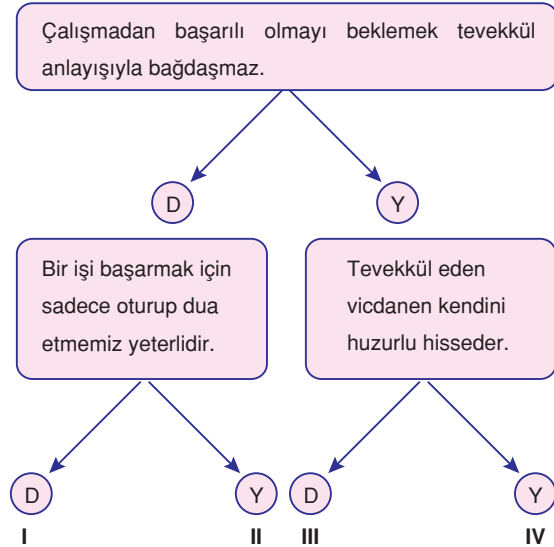 Çalışmadan başarılı olmayı beklemek tevekkül
anlayışıyla bağdaşmaz.
D
Y
Bir işi başarmak için
sadece oturup dua
etmemiz yeterlidir.
Tevekkül eden
vicdanen kendini
huzurlu hisseder.
D
Y
D
Y
I
II
III
IV